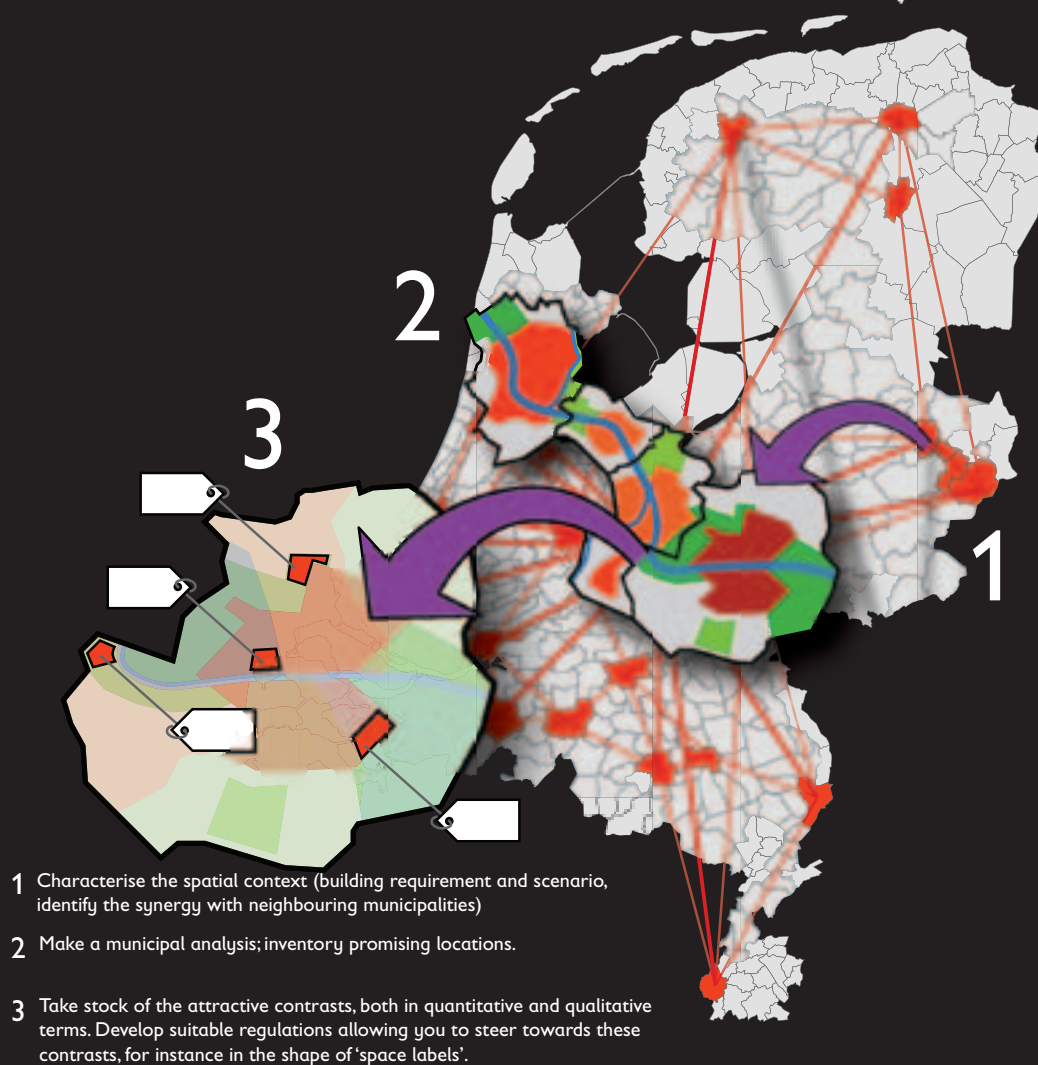 2
3
1
1 Characterise the spatial context (building requirement and scenario,
identify the synergy with neighbouring municipalities)
2 Make a municipal analysis; inventory promising locations.
3 Take stock of the attractive contrasts, both in quantitative and qualitative
terms. Develop suitable regulations allowing you to steer towards these
contrasts, for instance in the shape of ‘space labels’.